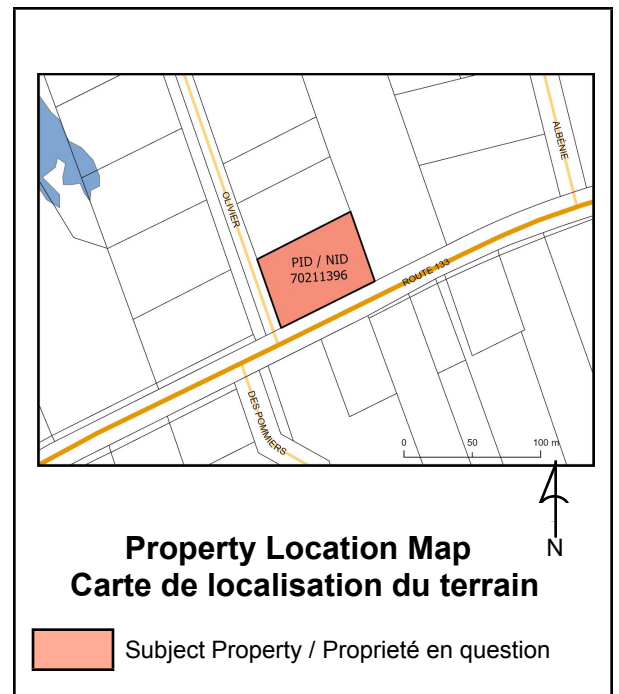 ALBÉNIE
OLIVIER
PID / NID
70211396
ROUTE 133
DES POMMIERS
0 50 100 m
N
Property Location Map
Carte de localisation du terrain
Subject Property / Proprieté en question